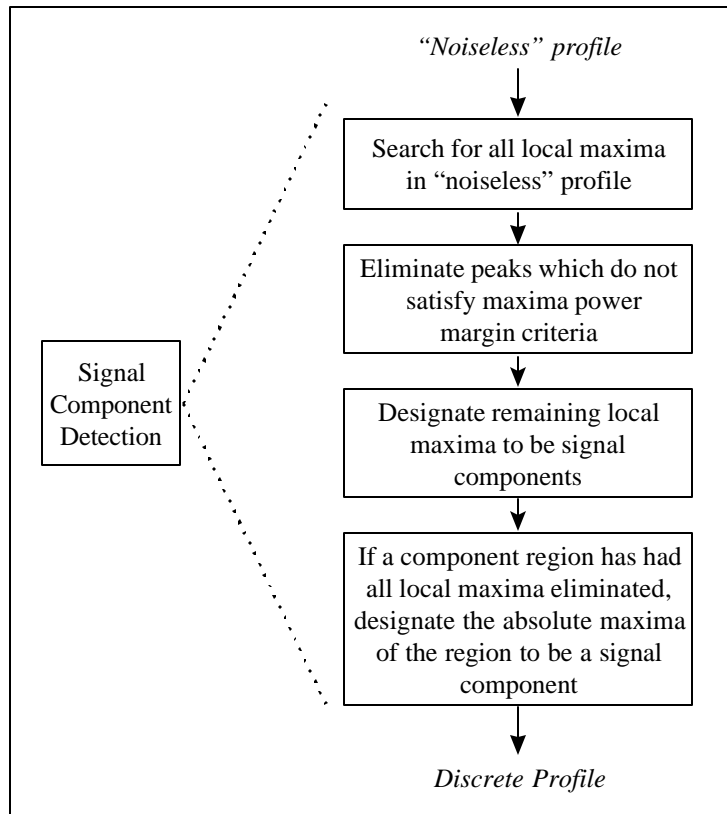 “Noiseless” profile
Search for all local maxima
in “noiseless” profile
Eliminate peaks which do not
satisfy maxima power
margin criteria
Signal
Component
Detection
Designate remaining local
maxima to be signal
components
If a component region has had
all local maxima eliminated,
designate the absolute maxima
of the region to be a signal
component
Discrete Profile